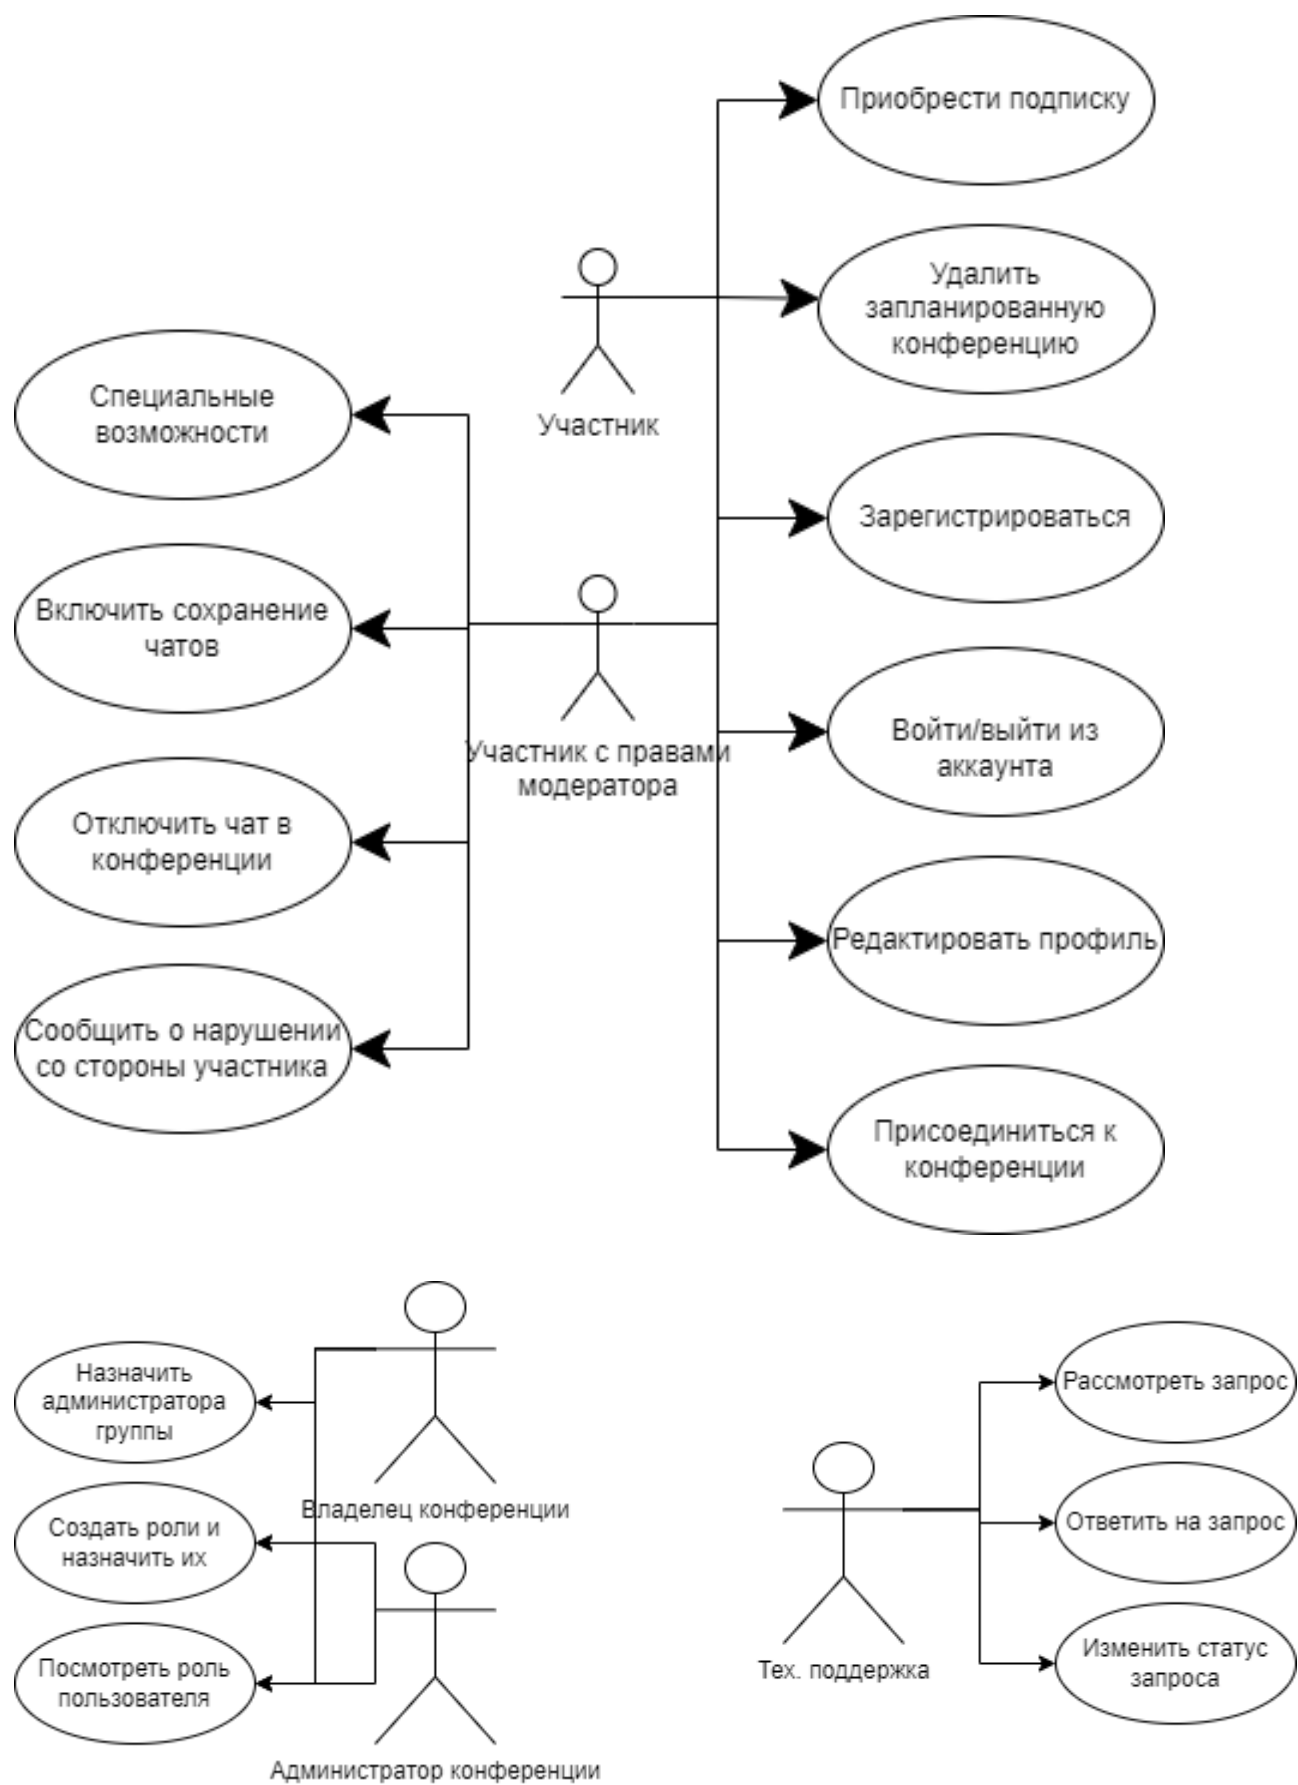 Приобрести подписку
Удалить
запланированную
конференцию
Участник
Специальные
возможности
Зарегистрироваться
Включить сохранение
чатов
Участник с правами
модератора
Войти/выйти из
аккаунта
Отключить чат в
конференции
Редактировать профиль
Сообщить о нарушении
со стороны участника
Присоединиться к
конференции
Назначить
администратора
группы
Владелец конференции
Создать роли и
назначить их
Посмотреть роль
пользователя
Администратор конференции
Рассмотреть запрос
Ответить на запрос
Тех. поддержка
Изменить статус
запроса